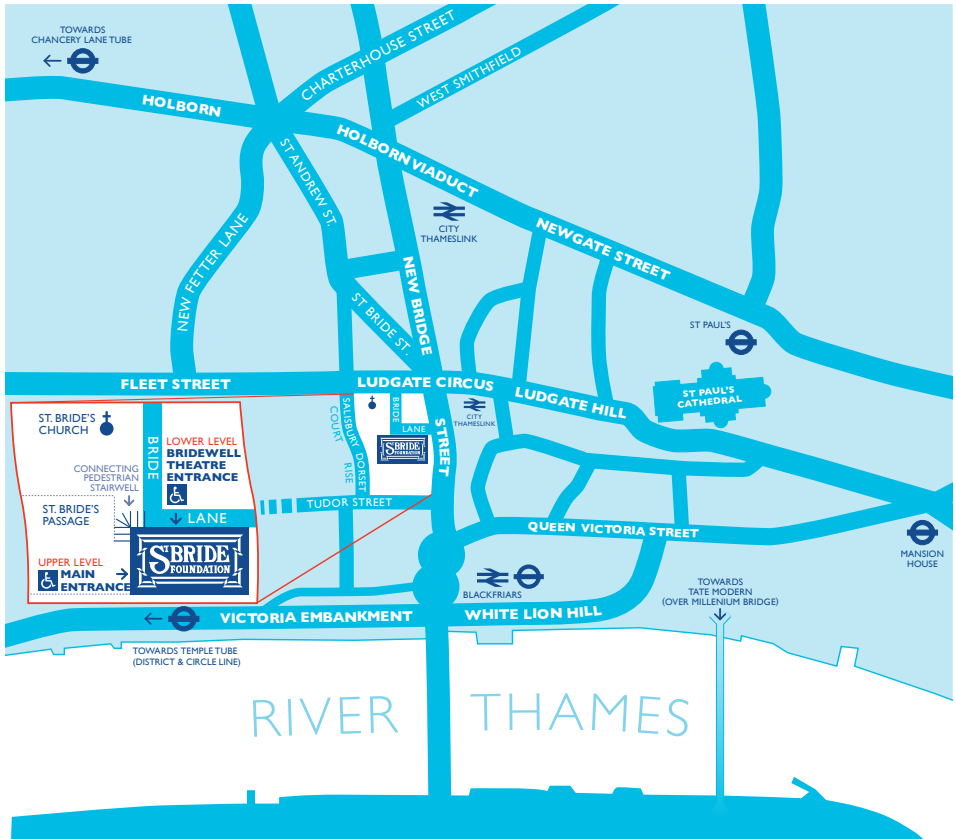 TOWARDS
CHANCERY LANE TUBE
CHARTERHOUSE STREET
WEST SMITHFIELD
HOLBORN
HOLBORN VIADUCT
ST ANDREW ST.
CITY
THAMESLINK
NEWGATE STREET
NEW FETTER LANE
NEW BRIDGE
STREET
ST BRIDE ST.
ST PAUL'S
FLEET STREET
LUDGATE CIRCUS
LUDGATE HILL
ST PAUL'S
CATHEDRAL
SALISBURY
COURT
DORSET
RISE
BRIDE
LANE
ST BRIDE
FOUNDATION
CITY
THAMESLINK
ST. BRIDE'S
CHURCH
BRIDE
LANE
LOWER LEVEL
BRIDEWELL
THEATRE
ENTRANCE
CONNECTING
PEDESTRIAN
STAIRWELL
ST. BRIDE'S
PASSAGE
UPPER LEVEL
MAIN
ENTRANCE
ST BRIDE
FOUNDATION
TUDOR STREET
QUEEN VICTORIA STREET
MANSION
HOUSE
BLACKFRIARS
TOWARDS
TATE MODERN
(OVER MILLENIUM BRIDGE)
VICTORIA EMBANKMENT
WHITE LION HILL
TOWARDS TEMPLE TUBE
(DISTRICT & CIRCLE LINE)
RIVER THAMES